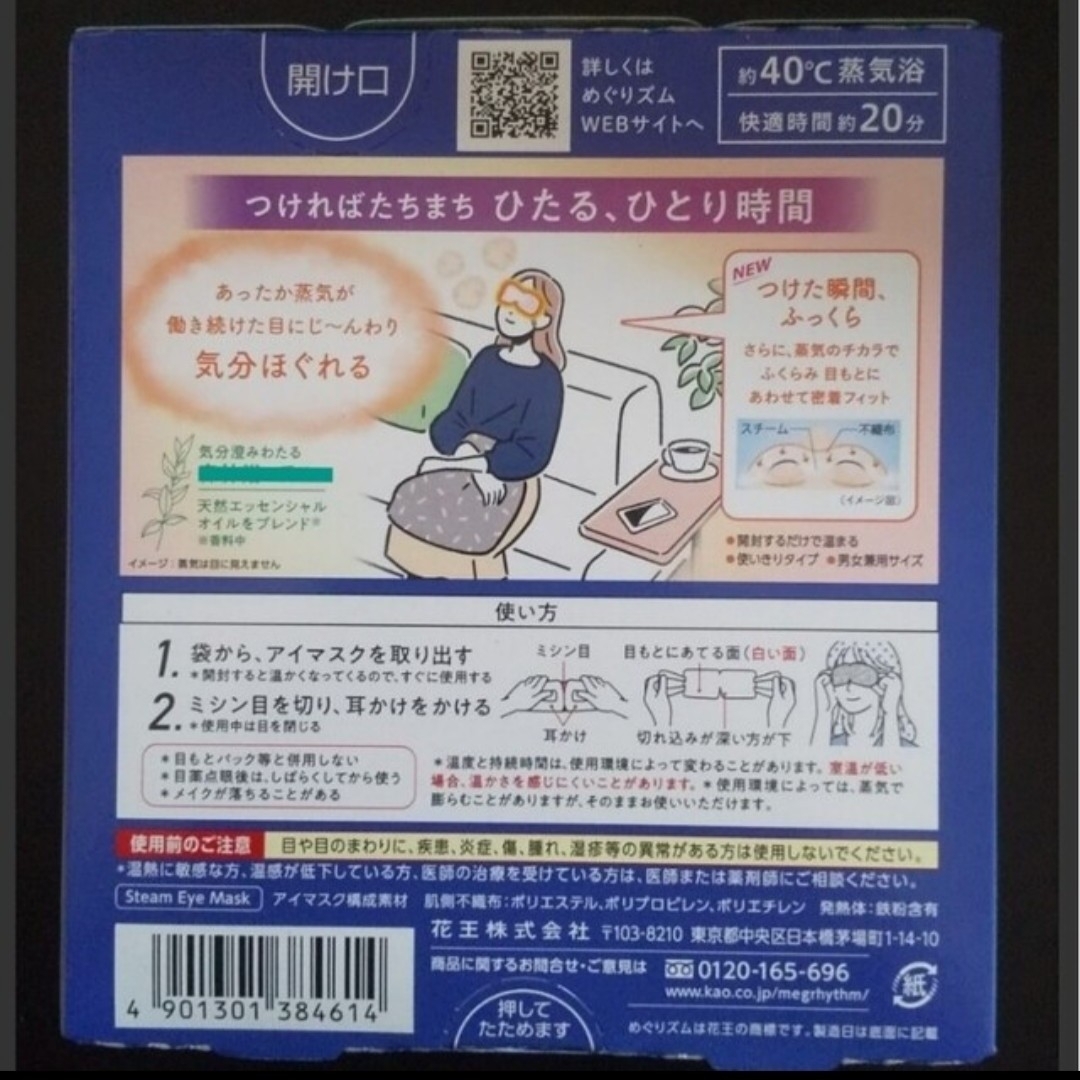 開け口
詳しくは
めぐりズム
WEBサイトへ
約40℃蒸気浴
快適時間 約20分
つければたちまち ひたる、ひとり時間
あったか蒸気が
働き続けた目にじ〜んわり
気分ほぐれる
NEW
つけた瞬間、
ふっくら
さらに、蒸気のチカラで
ふくらみ 目もとに
あわせて密着フィット
スチーム
不織布
(イメージ図)
気分澄みわたる
天然エッセンシャル
オイルをブレンド※
※香料中
イメージ:蒸気は目に見えません
●開封するだけで温まる
●使いきりタイプ ●男女兼用サイズ
使い方
1. 袋から、アイマスクを取り出す
＊開封すると温かくなってくるので、すぐに使用する
2. ミシン目を切り、耳かけをかける
＊使用中は目を閉じる
ミシン目
耳かけ
目もとにあてる面(白い面)
切れ込みが深い方が下
＊目もとパック等と併用しない
＊目薬点眼後は、しばらくしてから使う
＊メイクが落ちることがある
＊温度と持続時間は、使用環境によって変わることがあります。室温が低い
場合、温かさを感じにくいことがあります。＊使用環境によっては、蒸気で
膨らむことがありますが、そのままお使いいただけます。
使用前のご注意 目や目のまわりに、疾患、炎症、傷、腫れ、湿疹等の異常がある方は使用しないでください。
＊温熱に敏感な方、温感が低下している方、医師の治療を受けている方は、医師または薬剤師にご相談ください。
Steam Eye Mask アイマスク構成素材 肌側不織布:ポリエステル、ポリプロピレン、ポリエチレン 発熱体:鉄粉含有
花王株式会社 〒103-8210 東京都中央区日本橋茅場町1-14-10
商品に関するお問合せ・ご意見は 0120-165-696
www.kao.co.jp/megrhythm/
紙
4 901301 384614
押して
たためます
めぐりズムは花王の商標です。製造日は底面に記載